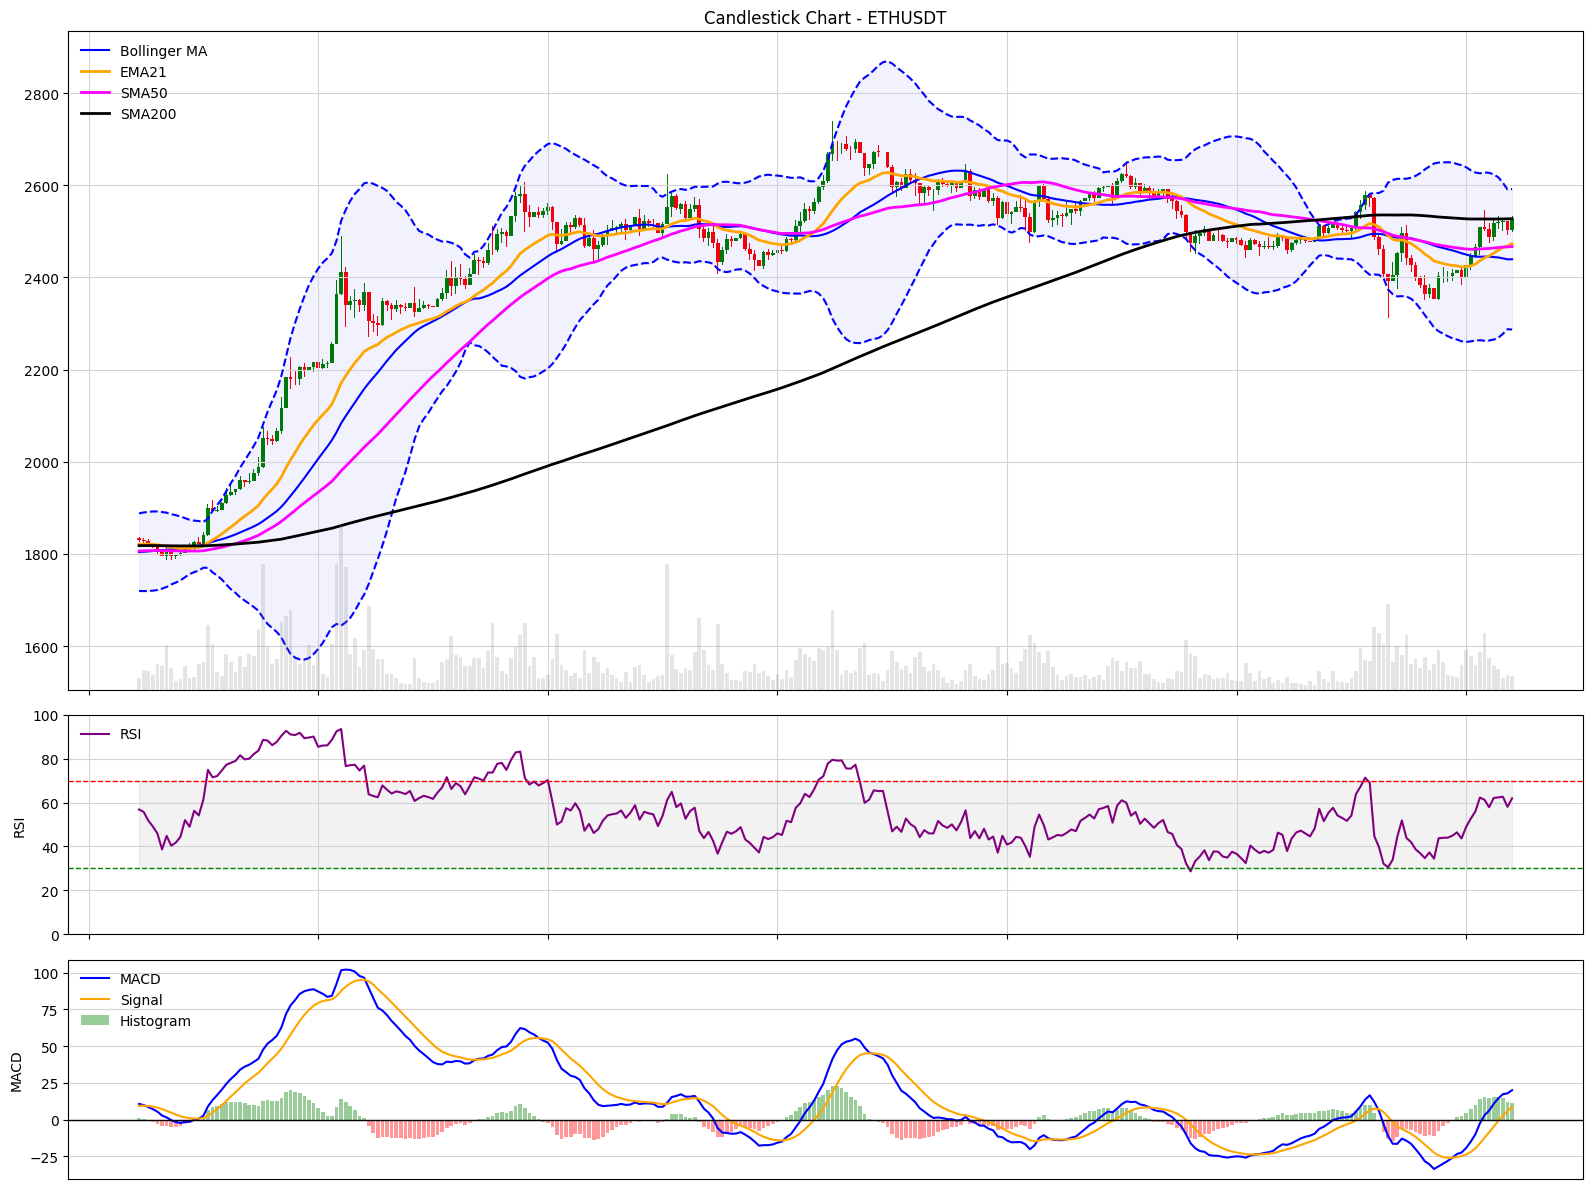 Candlestick Chart - ETHUSDT
Bollinger MA
EMA21
SMA50
SMA200
2800
2600
2400
2200
2000
1800
1600
RSI
100
80
60
40
20
0
RSI
MACD
Signal
Histogram
100
75
50
25
0
−25
MACD